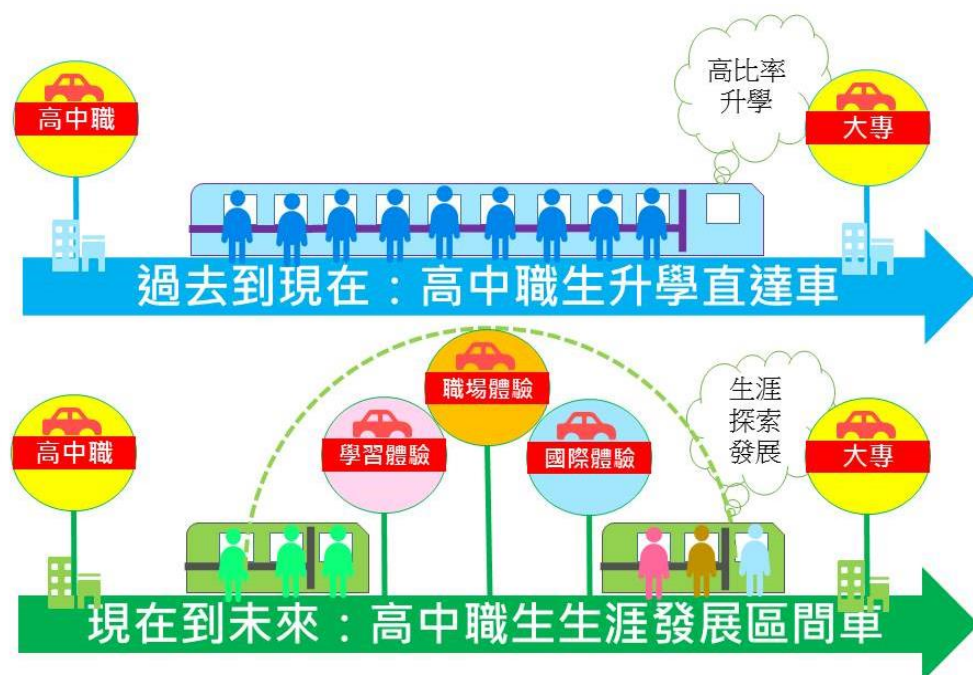 高中職
高比率
升學
大專
過去到現在：高中職生升學直達車
高中職
學習體驗
職場體驗
國際體驗
生涯
探索
發展
大專
現在到未來：高中職生生涯發展區間車